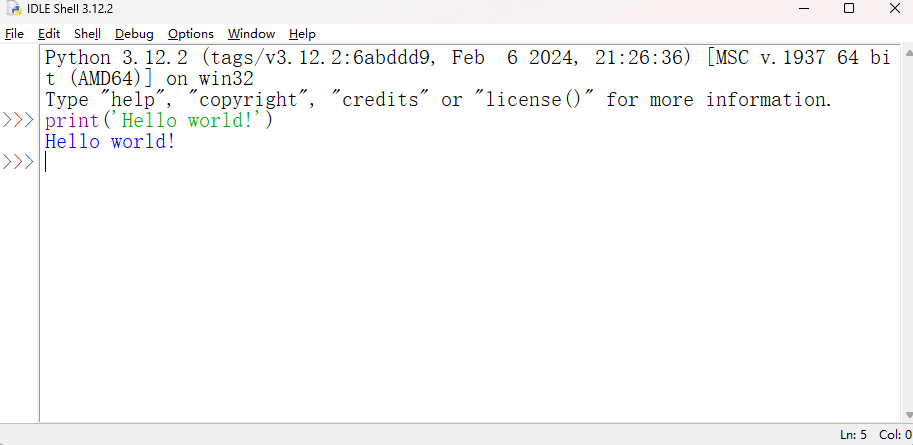 IDLE Shell 3.12.2
File Edit Shell Debug Options Window Help
Python 3.12.2 (tags/v3.12.2:6abddd9, Feb  6 2024, 21:26:36) [MSC v.1937 64 bi
t (AMD64)] on win32
Type "help", "copyright", "credits" or "license()" for more information.
>>> print('Hello world!')
Hello world!
>>>
Ln: 5 Col: 0